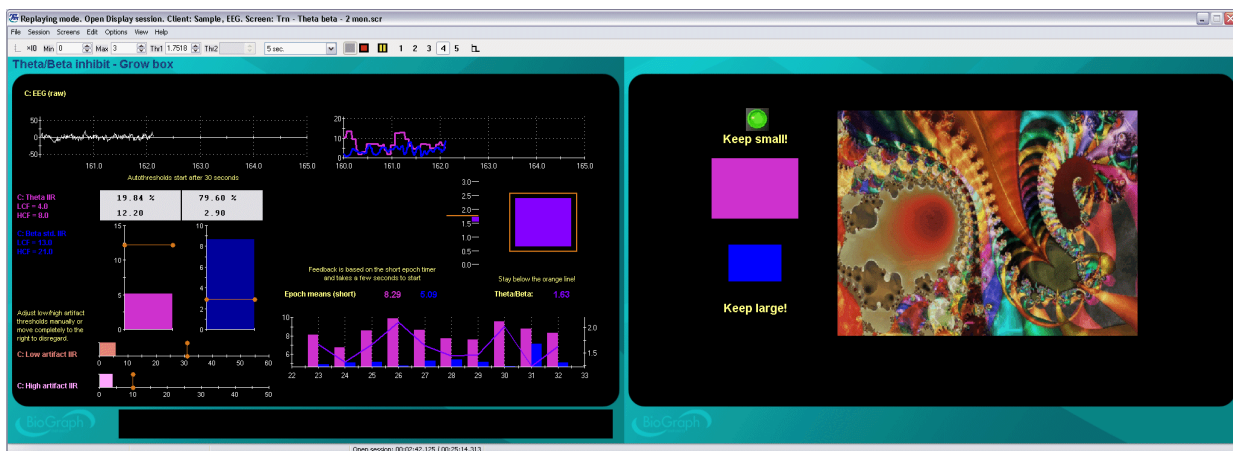 Replaying mode. Open Display session. Client: Sample, EEG. Screen: Trn - Theta beta - 2 mon.scr
File Session Screens Edit Options View Help
×10 Min 0 Max 3 Thr1 1.7518 Thr2 5 sec. 1 2 3 4 5
Theta/Beta inhibit - Grow box
C: EEG (raw)
50
0
-50
161.0 162.0 163.0 164.0 165.0
20
10
0
160.0 161.0 162.0 163.0 164.0 165.0
Autothresholds start after 30 seconds
C: Theta IIR
LCF = 4.0
HCF = 8.0
19.84 % 79.60 %
12.20 2.90
15
10
5
0
10
8
6
4
2
0
3.0
2.5
2.0
1.5
1.0
0.5
0.0
Feedback is based on the short epoch timer
and takes a few seconds to start
Stay below the orange line!
Epoch means (short) 8.29 Theta/Beta: 1.63
10
8
6
2.0
1.5
22 23 24 25 26 27 28 29 30 31 32 33
Adjust low/high artifact
thresholds manually or
move completely to the
right to disregard.
C: Low artifact IIR
0 10 20 30 40 50 60
C: High artifact IIR
0 10 20 30 40 50
Keep small!
Keep large!
BioGraph
BioGraph
Open session: 00:02:42.125 / 00:25:14.313